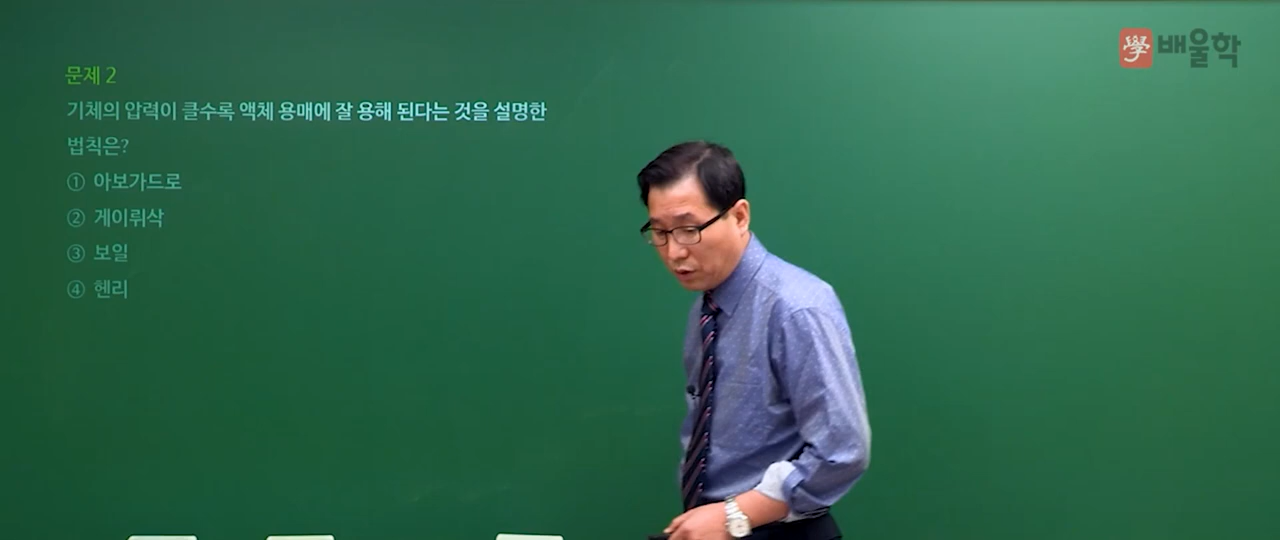 學 배울학
문제 2
기체의 압력이 클수록 액체 용매에 잘 용해 된다는 것을 설명한
법칙은?
① 아보가드로
② 게이뤼삭
③ 보일
④ 헨리